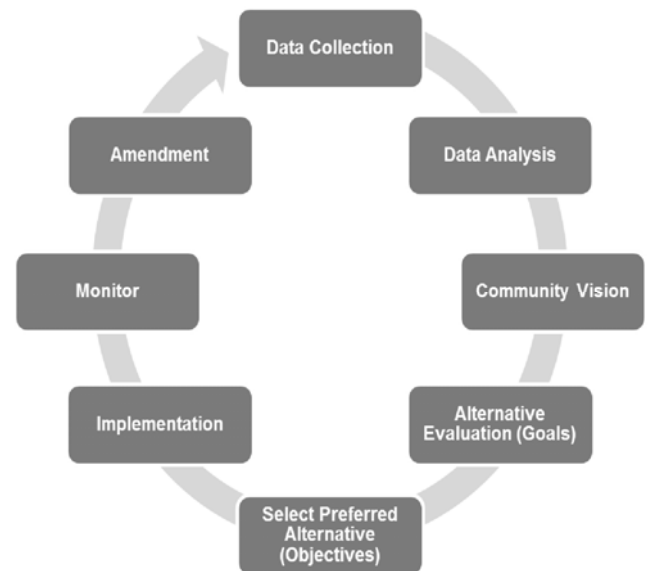 Data Collection
Data Analysis
Community Vision
Alternative
Evaluation (Goals)
Select Preferred
Alternative
(Objectives)
Implementation
Monitor
Amendment